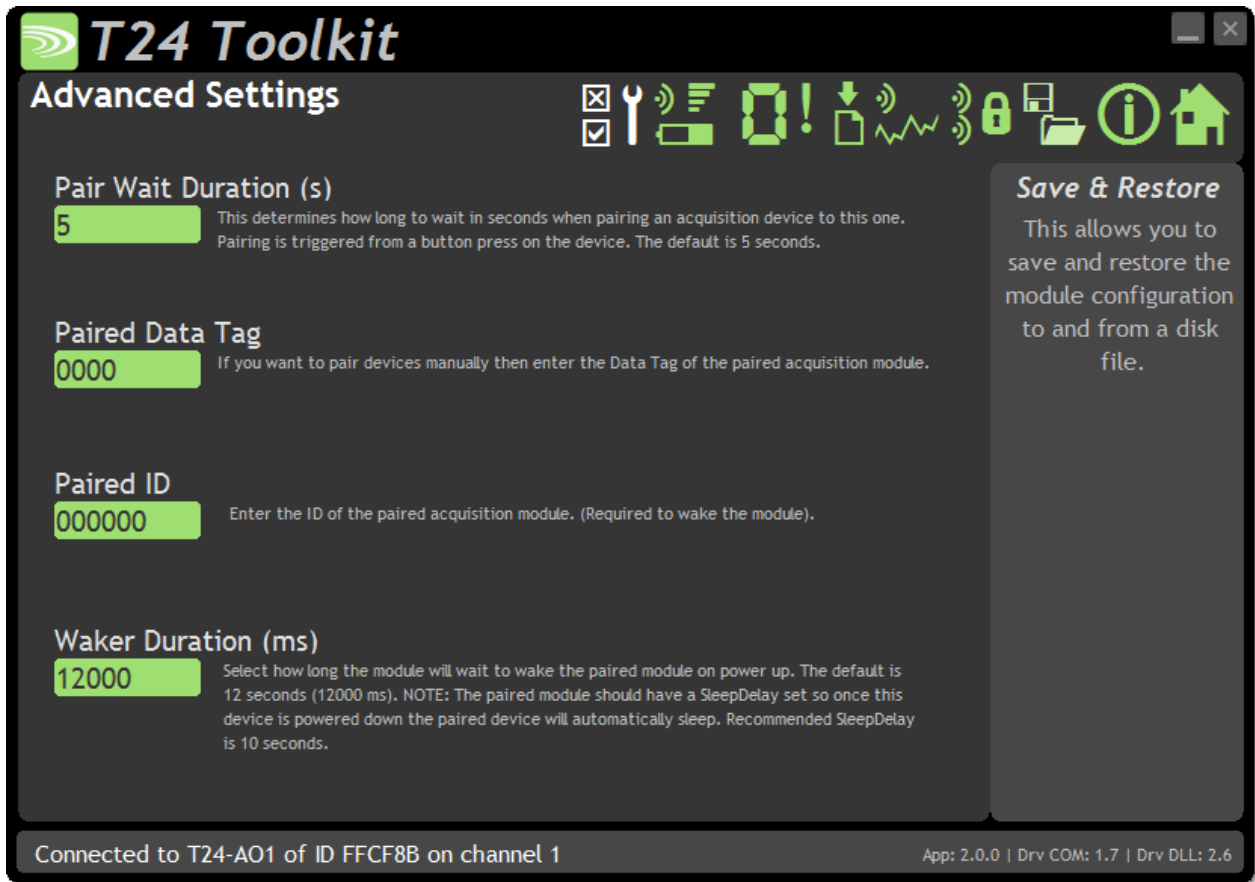 T24 Toolkit
Advanced Settings
Pair Wait Duration (s)
5
This determines how long to wait in seconds when pairing an acquisition device to this one.
Pairing is triggered from a button press on the device. The default is 5 seconds.
Paired Data Tag
0000
If you want to pair devices manually then enter the Data Tag of the paired acquisition module.
Paired ID
000000
Enter the ID of the paired acquisition module. (Required to wake the module).
Waker Duration (ms)
12000
Select how long the module will wait to wake the paired module on power up. The default is
12 seconds (12000 ms). NOTE: The paired module should have a SleepDelay set so once this
device is powered down the paired device will automatically sleep. Recommended SleepDelay
is 10 seconds.
Save & Restore
This allows you to
save and restore the
module configuration
to and from a disk
file.
Connected to T24-AO1 of ID FFCF8B on channel 1
App: 2.0.0 | Drv COM: 1.7 | Drv DLL: 2.6